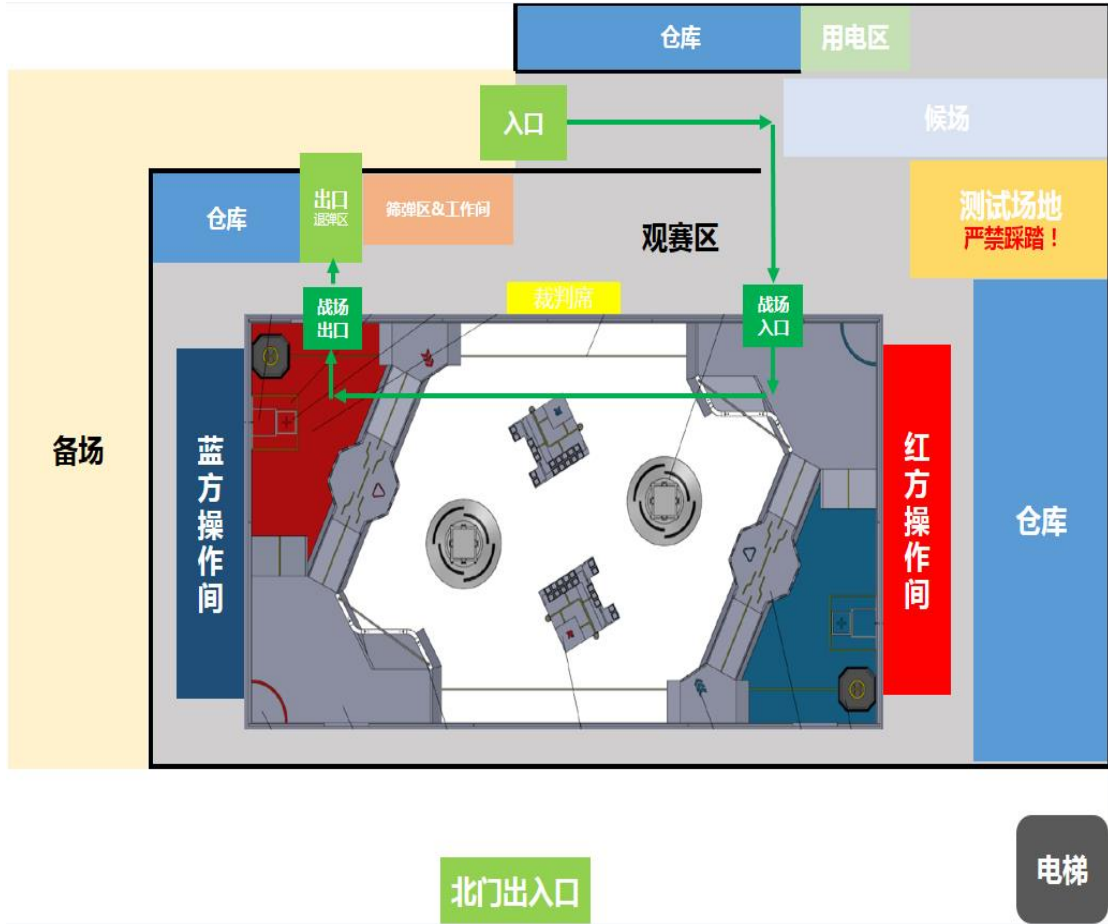 仓库
用电区
入口
候场
仓库
出口
退弹区
筛弹区&工作间
观赛区
测试场地
严禁踩踏！
战场
出口
裁判席
战场
入口
备场
蓝方操作间
红方操作间
仓库
北门出入口
电梯